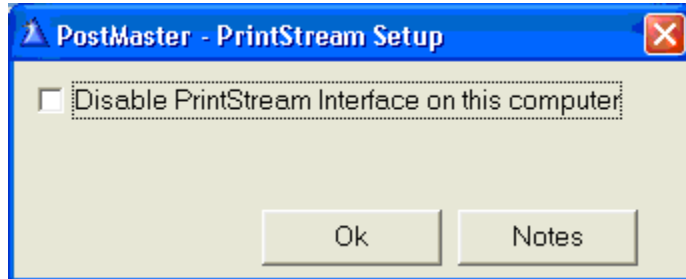 PostMaster - PrintStream Setup
Disable PrintStream Interface on this computer
Ok Notes